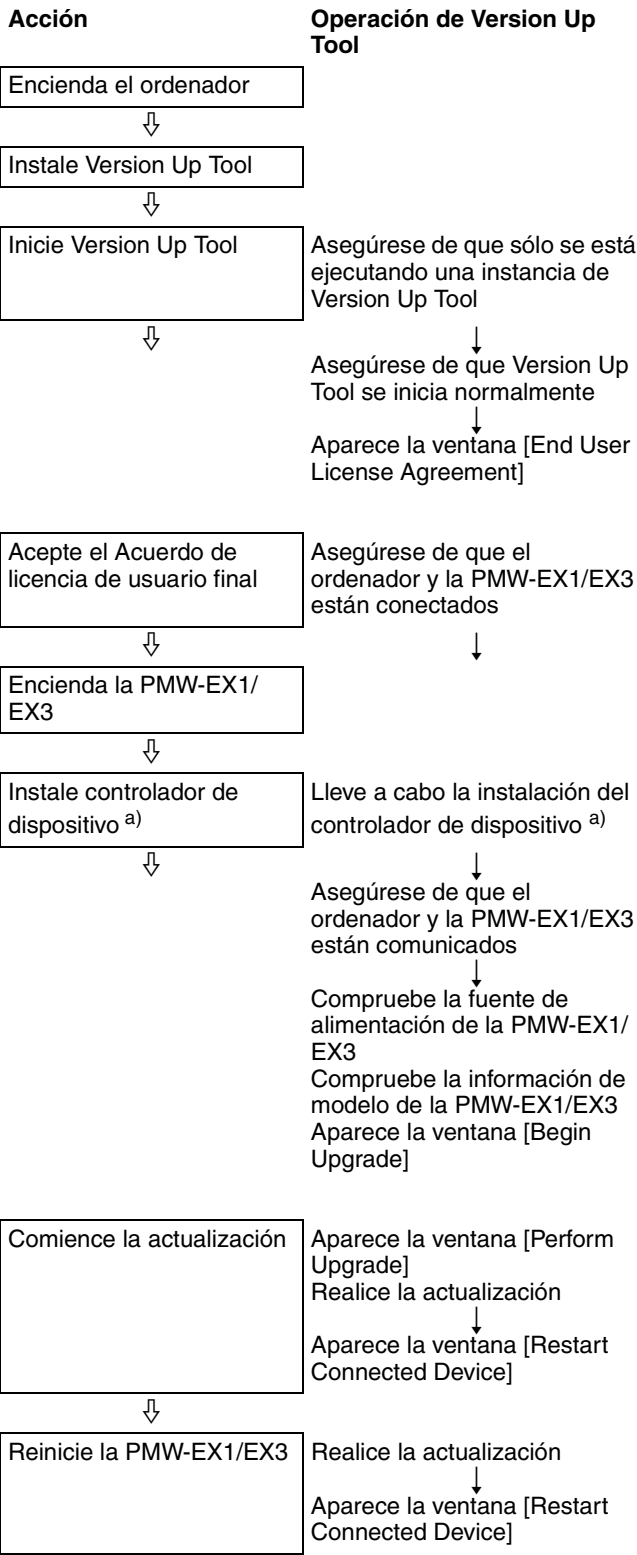 Acción
Operación de Version Up
Tool
Encienda el ordenador
Instale Version Up Tool
Inicie Version Up Tool
Asegúrese de que sólo se está
ejecutando una instancia de
Version Up Tool
Asegúrese de que Version Up
Tool se inicia normalmente
Aparece la ventana [End User
License Agreement]
Acepte el Acuerdo de
licencia de usuario final
Asegúrese de que el
ordenador y la PMW-EX1/EX3
están conectados
Encienda la PMW-EX1/
EX3
Instale controlador de
dispositivo a)
Lleve a cabo la instalación del
controlador de dispositivo a)
Asegúrese de que el
ordenador y la PMW-EX1/EX3
están comunicados
Compruebe la fuente de
alimentación de la PMW-EX1/
EX3
Compruebe la información de
modelo de la PMW-EX1/EX3
Aparece la ventana [Begin
Upgrade]
Comience la actualización
Aparece la ventana [Perform
Upgrade]
Realice la actualización
Aparece la ventana [Restart
Connected Device]
Reinicie la PMW-EX1/EX3
Realice la actualización
Aparece la ventana [Restart
Connected Device]